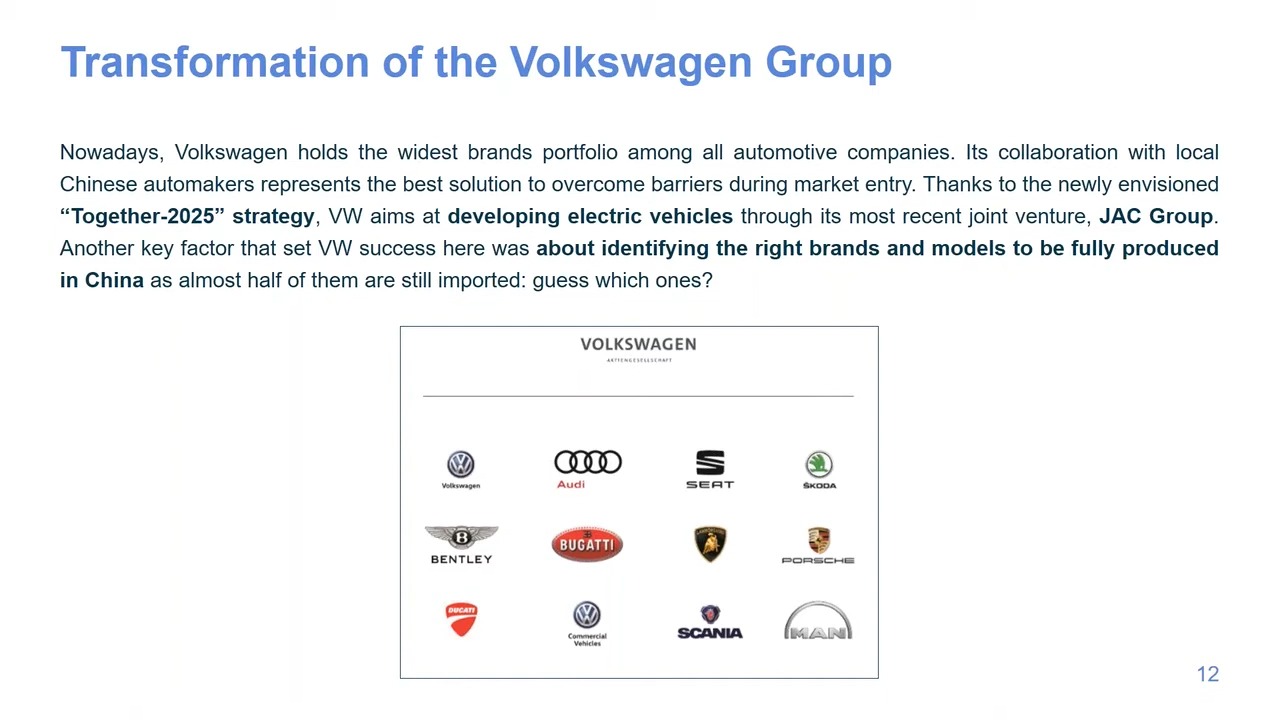 Transformation of the Volkswagen Group
Nowadays, Volkswagen holds the widest brands portfolio among all automotive companies. Its collaboration with local
Chinese automakers represents the best solution to overcome barriers during market entry. Thanks to the newly envisioned
“Together-2025” strategy, VW aims at developing electric vehicles through its most recent joint venture, JAC Group.
Another key factor that set VW success here was about identifying the right brands and models to be fully produced
in China as almost half of them are still imported: guess which ones?
VOLKSWAGEN
AKTIENGESELLSCHAFT
Volkswagen Audi SEAT ŠKODA
BENTLEY BUGATTI PORSCHE
DUCATI Commercial Vehicles SCANIA MAN
12